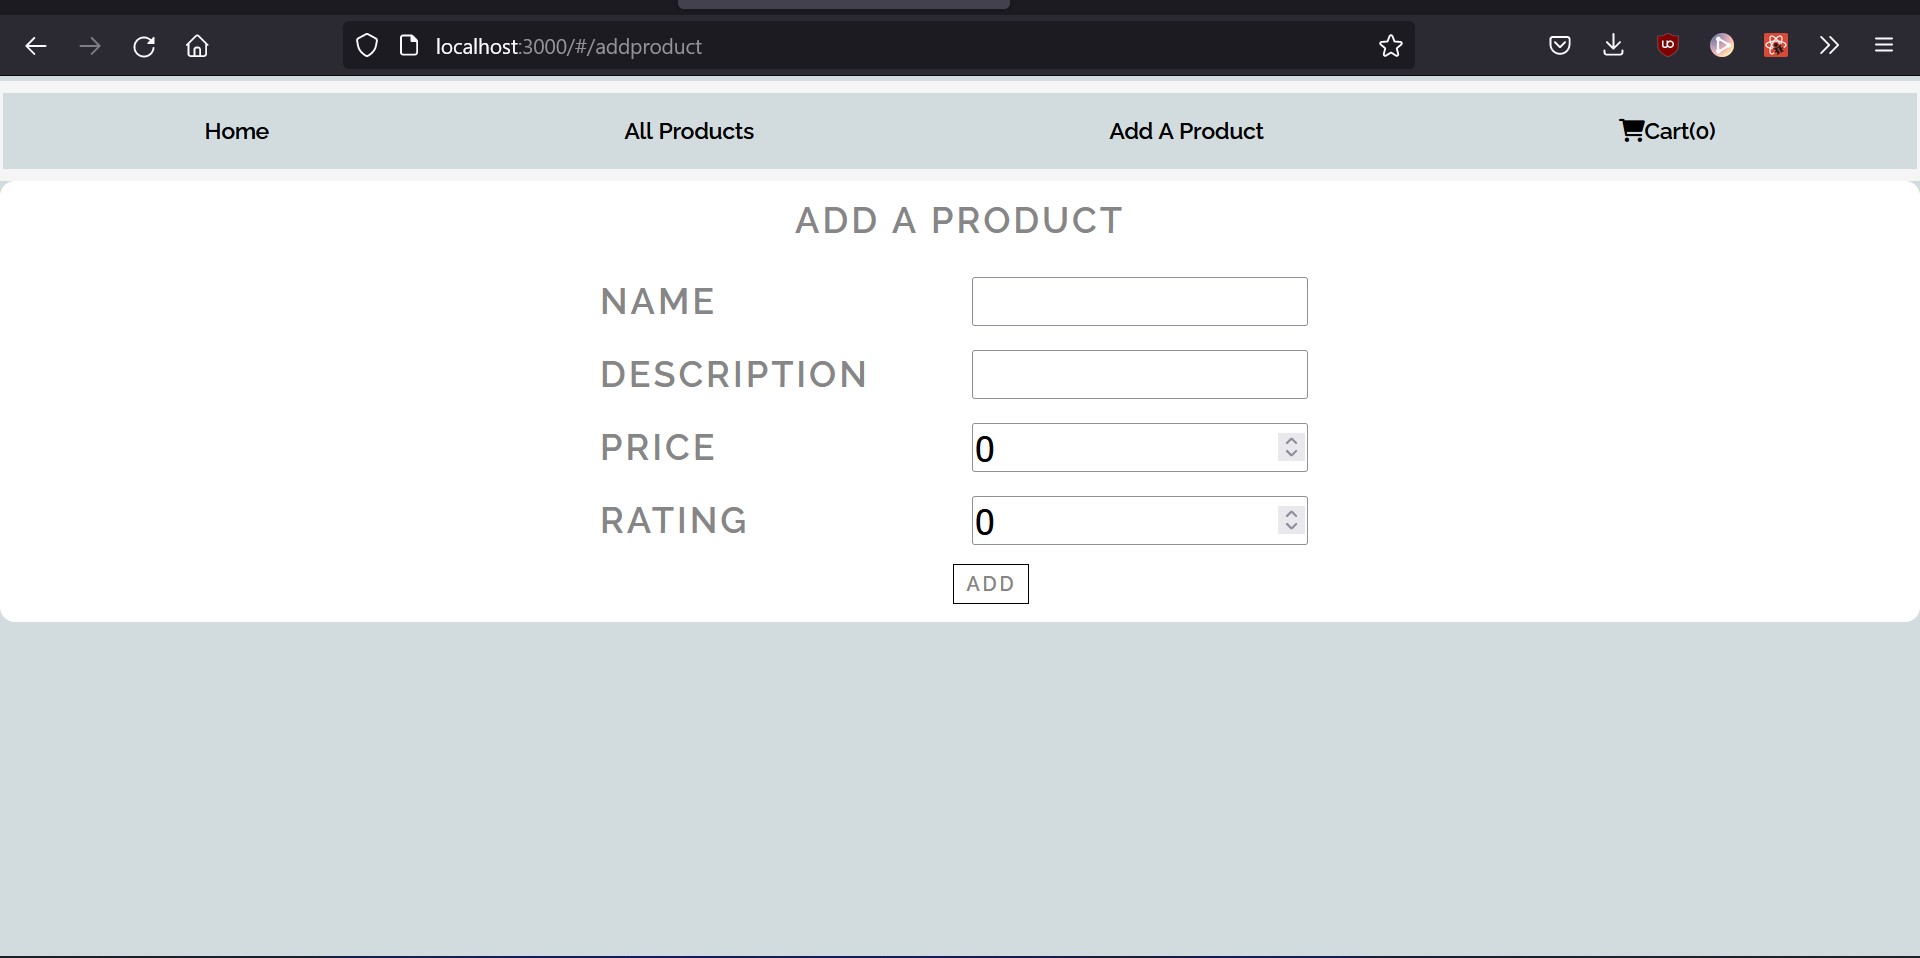 localhost:3000/#/addproduct
Home All Products Add A Product Cart(0)
ADD A PRODUCT
NAME
DESCRIPTION
PRICE 0
RATING 0
ADD